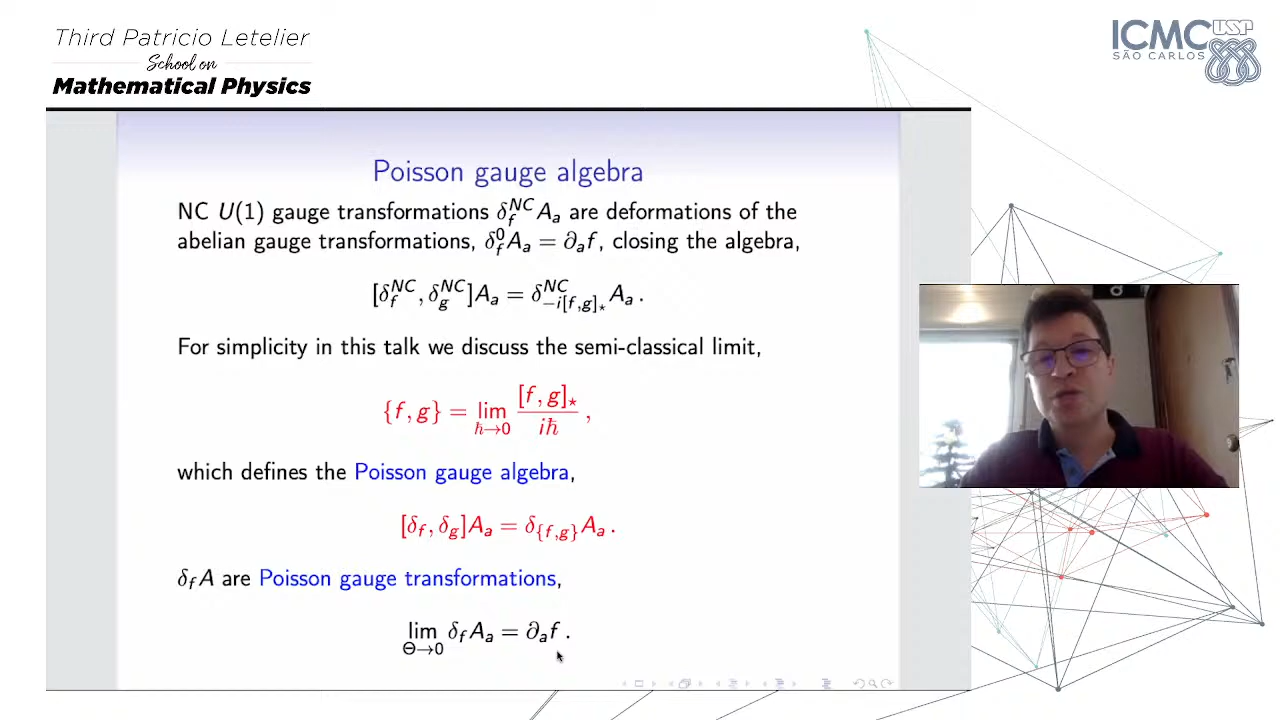 Third Patricio Letelier
School on
Mathematical Physics
ICMC USP
SÃO CARLOS
Poisson gauge algebra
NC U(1) gauge transformations δ_f^{NC} A_a are deformations of the
abelian gauge transformations, δ_f^0 A_a = ∂_a f, closing the algebra,
[δ_f^{NC}, δ_g^{NC}]A_a = δ^{NC}_{-i[f,g]_⋆} A_a .
For simplicity in this talk we discuss the semi-classical limit,
{f, g} = lim_{ℏ→0} [f, g]_⋆ / iℏ ,
which defines the Poisson gauge algebra,
[δ_f, δ_g]A_a = δ_{{f,g}} A_a .
δ_f A are Poisson gauge transformations,
lim_{Θ→0} δ_f A_a = ∂_a f .